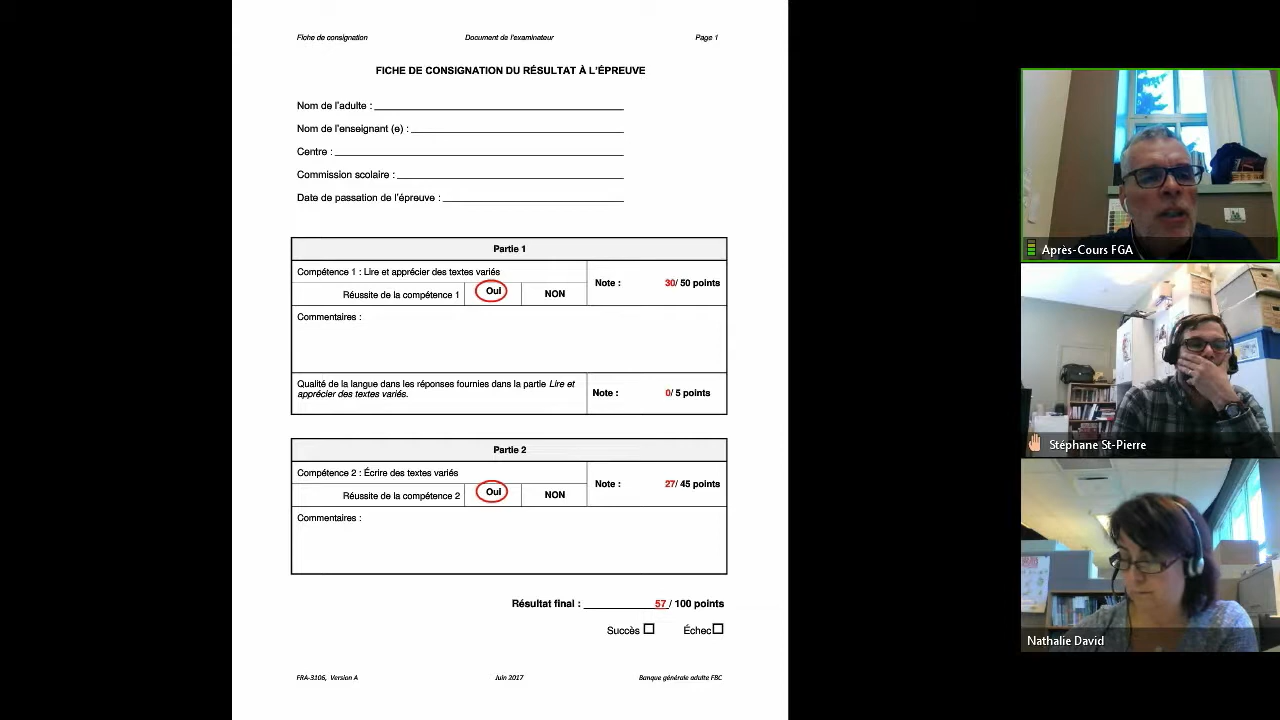 Fiche de consignation Document de l'examinateur Page 1
FICHE DE CONSIGNATION DU RÉSULTAT À L'ÉPREUVE
Nom de l'adulte :
Nom de l'enseignant (e) :
Centre :
Commission scolaire :
Date de passation de l'épreuve :
Partie 1
Compétence 1 : Lire et apprécier des textes variés
Note : 30/ 50 points
Réussite de la compétence 1 Oui NON
Commentaires :
Qualité de la langue dans les réponses fournies dans la partie Lire et
apprécier des textes variés.
Note : 0/ 5 points
Partie 2
Compétence 2 : Écrire des textes variés
Note : 27/ 45 points
Réussite de la compétence 2 Oui NON
Commentaires :
Résultat final : 57 / 100 points
Succès Échec
FRA-3106, Version A Juin 2017 Banque générale adulte FBC
Après-Cours FGA
Stéphane St-Pierre
Nathalie David